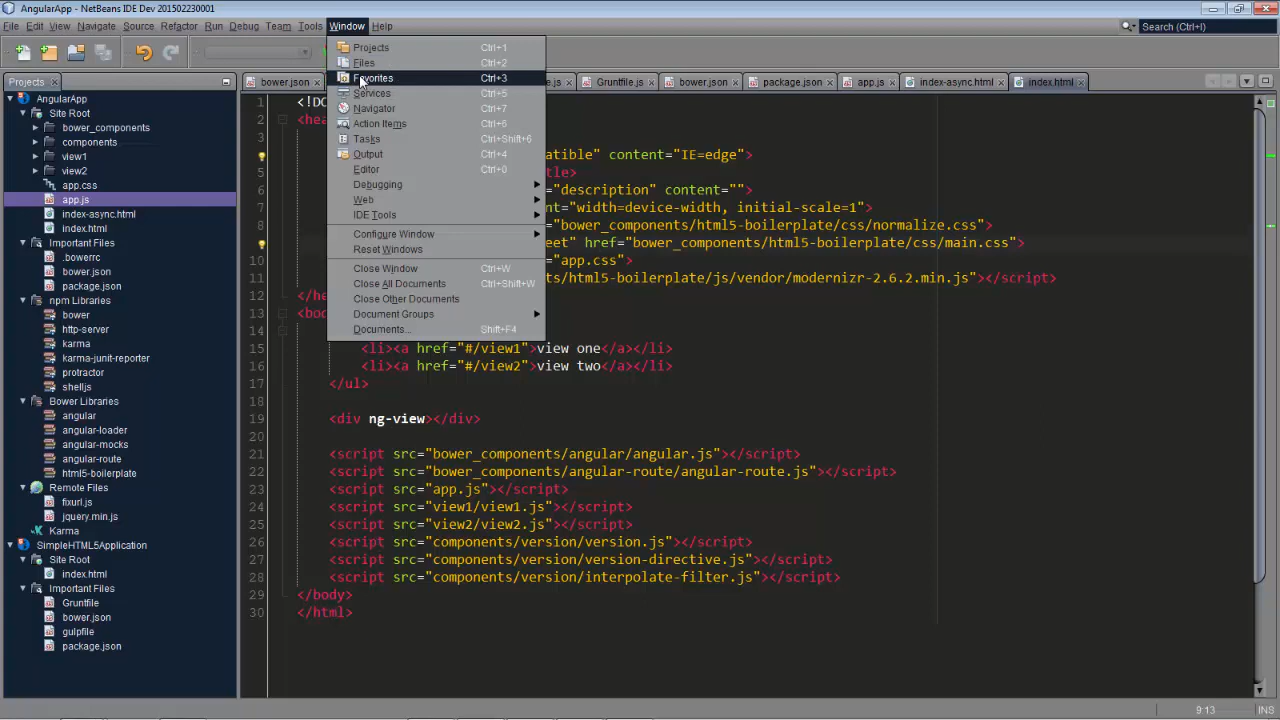 AngularApp - NetBeans IDE Dev 201502230001
File Edit View Navigate Source Refactor Run Debug Team Tools Window Help
Search (Ctrl+I)
Projects
AngularApp
Site Root
bower_components
components
view1
view2
app.css
app.js
index-async.html
index.html
Important Files
.bowerrc
bower.json
package.json
npm Libraries
bower
http-server
karma
karma-junit-reporter
protractor
shelljs
Bower Libraries
angular
angular-loader
angular-mocks
angular-route
html5-boilerplate
Remote Files
fixurl.js
jquery.min.js
Karma
SimpleHTML5Application
Site Root
index.html
Important Files
Gruntfile
bower.json
gulpfile
package.json
Projects Ctrl+1
Files Ctrl+2
Favorites Ctrl+3
Services Ctrl+5
Navigator Ctrl+7
Action Items Ctrl+6
Tasks Ctrl+Shift+6
Output Ctrl+4
Editor Ctrl+0
Debugging
Web
IDE Tools
Configure Window
Reset Windows
Close Window Ctrl+W
Close All Documents Ctrl+Shift+W
Close Other Documents
Document Groups
Documents... Shift+F4
bower.json e.js Gruntfile.js bower.json package.json app.js index-async.html index.html
1 <!DO
2 <hea
3
4 atible" content="IE=edge">
5 title>
6 "description" content="">
7 "viewport" content="width=device-width, initial-scale=1">
8 "bower_components/html5-boilerplate/css/normalize.css">
9 eet" href="bower_components/html5-boilerplate/css/main.css">
10 ="app.css">
11 ts/html5-boilerplate/js/vendor/modernizr-2.6.2.min.js"></script>
12 </he
13 <bod
14
15 <li><a href="#/view1">view one</a></li>
16 <li><a href="#/view2">view two</a></li>
17 </ul>
18
19 <div ng-view></div>
20
21 <script src="bower_components/angular/angular.js"></script>
22 <script src="bower_components/angular-route/angular-route.js"></script>
23 <script src="app.js"></script>
24 <script src="view1/view1.js"></script>
25 <script src="view2/view2.js"></script>
26 <script src="components/version/version.js"></script>
27 <script src="components/version/version-directive.js"></script>
28 <script src="components/version/interpolate-filter.js"></script>
29 </body>
30 </html>
9:13 INS